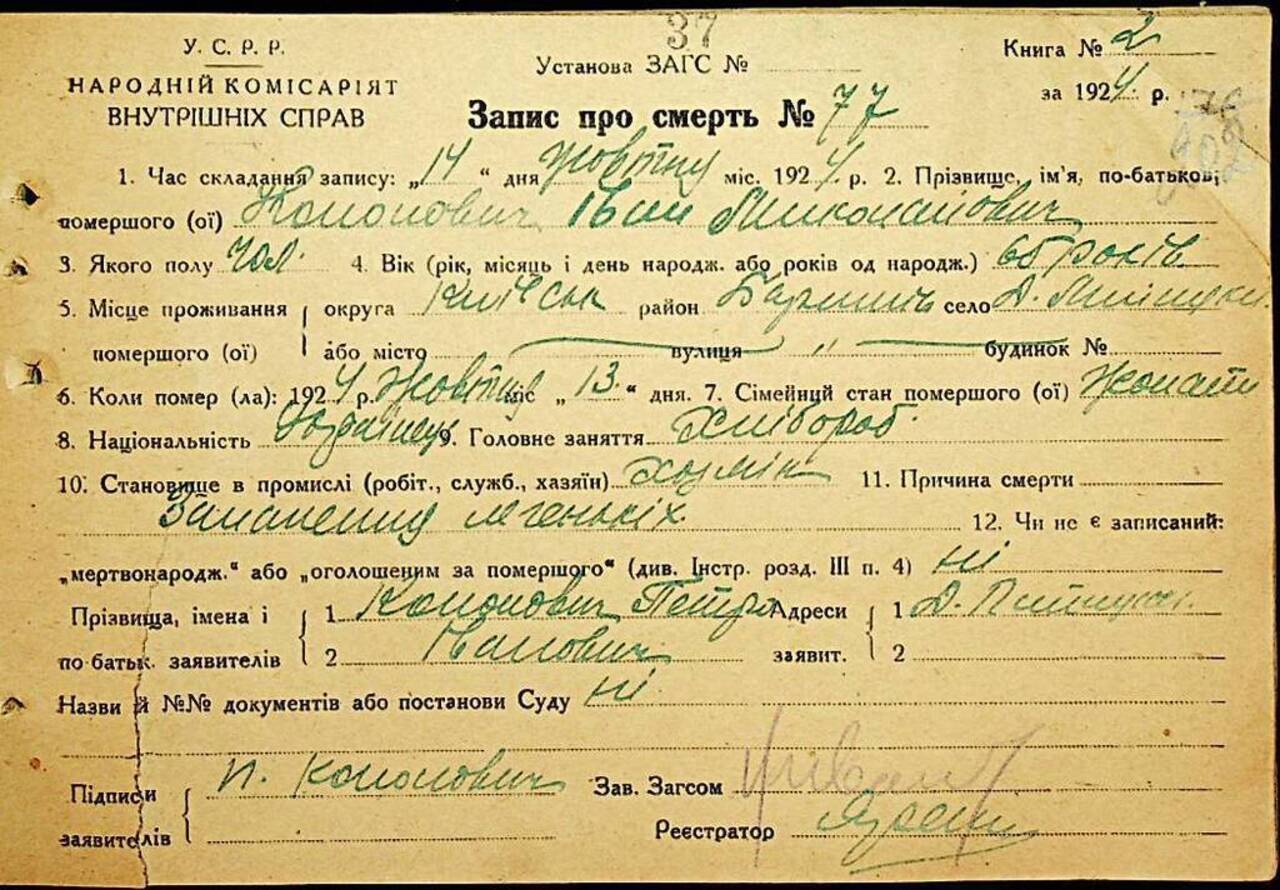 37
У. С. Р. Р.
НАРОДНІЙ КОМІСАРІЯТ
ВНУТРІШНІХ СПРАВ
Установа ЗАГС №
Книга № 2
за 1924 р.
Запис про смерть № 77
1. Час складання запису: „14“ дня жовтня міс. 1924 р. 2. Прізвище, ім'я, по-батькові
помершого (ої) Кононович Іван Миколаїович
3. Якого полу чол. 4. Вік (рік, місяць і день народж. або років од народж.) 65 років
5. Місце проживання округа Київськ район село Д.
помершого (ої) або місто вулиця „ будинок №
6. Коли помер (ла): 1924 р. Жовтня міс „13.“ дня. 7. Сімейний стан помершого (ої) Жонати
8. Національність Українець 9. Головне заняття Хлібороб.
10. Становище в промислі (робіт., служб., хазяїн) 11. Причина смерти
Запалення легеньких. 12. Чи не є записаний:
„мертвонародж.“ або „оголошеним за помершого“ (див. Інстр. розд. III п. 4) ні
Прізвища, імена і 1 Кононович Петро Адреси 1 Д.
по батьк. заявителів 2 Іванович заявит. 2
Назви й №№ документів або постанови Суду ні
Підписи П. Кононович Зав. Загсом
заявителів Реєстратор